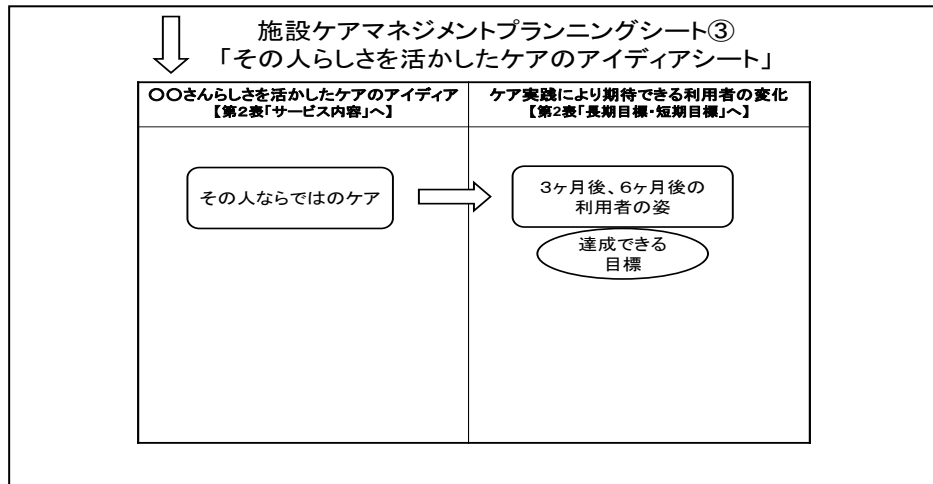 施設ケアマネジメントプランニングシート③
「その人らしさを活かしたケアのアイディアシート」
〇〇さんらしさを活かしたケアのアイディア
【第2表「サービス内容」へ】
ケア実践により期待できる利用者の変化
【第2表「長期目標・短期目標」へ】
その人ならではのケア
3ヶ月後、6ヶ月後の
利用者の姿
達成できる
目標